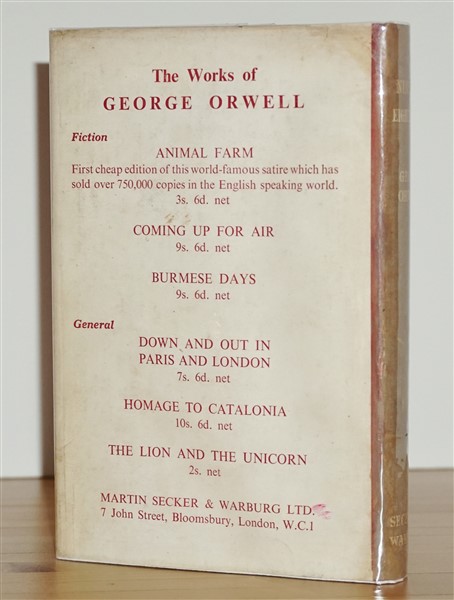 The Works of
GEORGE ORWELL
Fiction
ANIMAL FARM
First cheap edition of this world-famous satire which has
sold over 750,000 copies in the English speaking world.
3s. 6d. net
COMING UP FOR AIR
9s. 6d. net
BURMESE DAYS
9s. 6d. net
General
DOWN AND OUT IN
PARIS AND LONDON
7s. 6d. net
HOMAGE TO CATALONIA
10s. 6d. net
THE LION AND THE UNICORN
2s. net
MARTIN SECKER & WARBURG LTD.
7 John Street, Bloomsbury, London, W.C.1